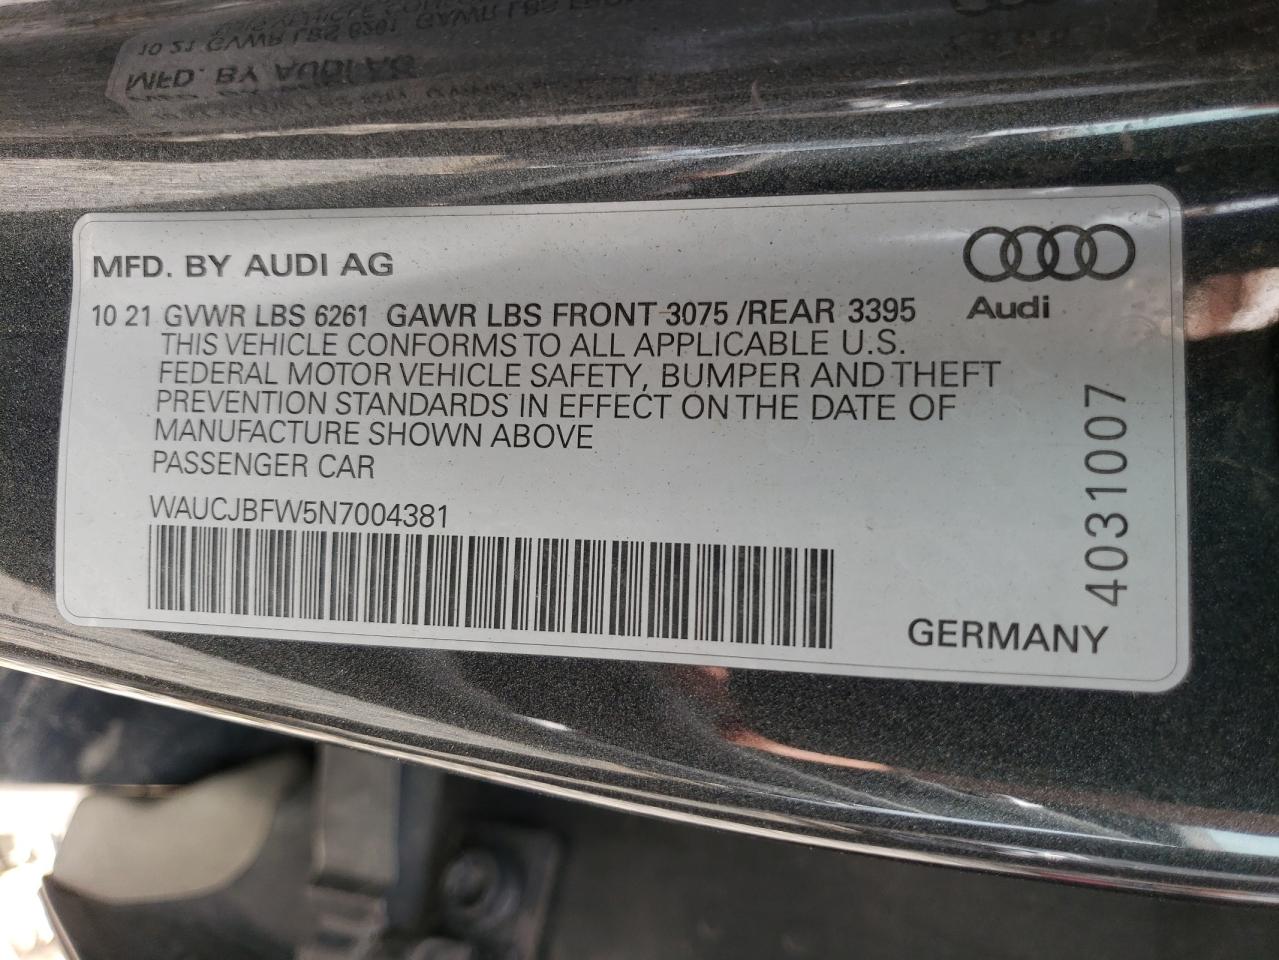 MFD. BY AUDI AG
10 21 GVWR LBS 6261 GAWR LBS FRONT 3075 /REAR 3395
THIS VEHICLE CONFORMS TO ALL APPLICABLE U.S.
FEDERAL MOTOR VEHICLE SAFETY, BUMPER AND THEFT
PREVENTION STANDARDS IN EFFECT ON THE DATE OF
MANUFACTURE SHOWN ABOVE
PASSENGER CAR
WAUCJBFW5N7004381
Audi
4031007
GERMANY